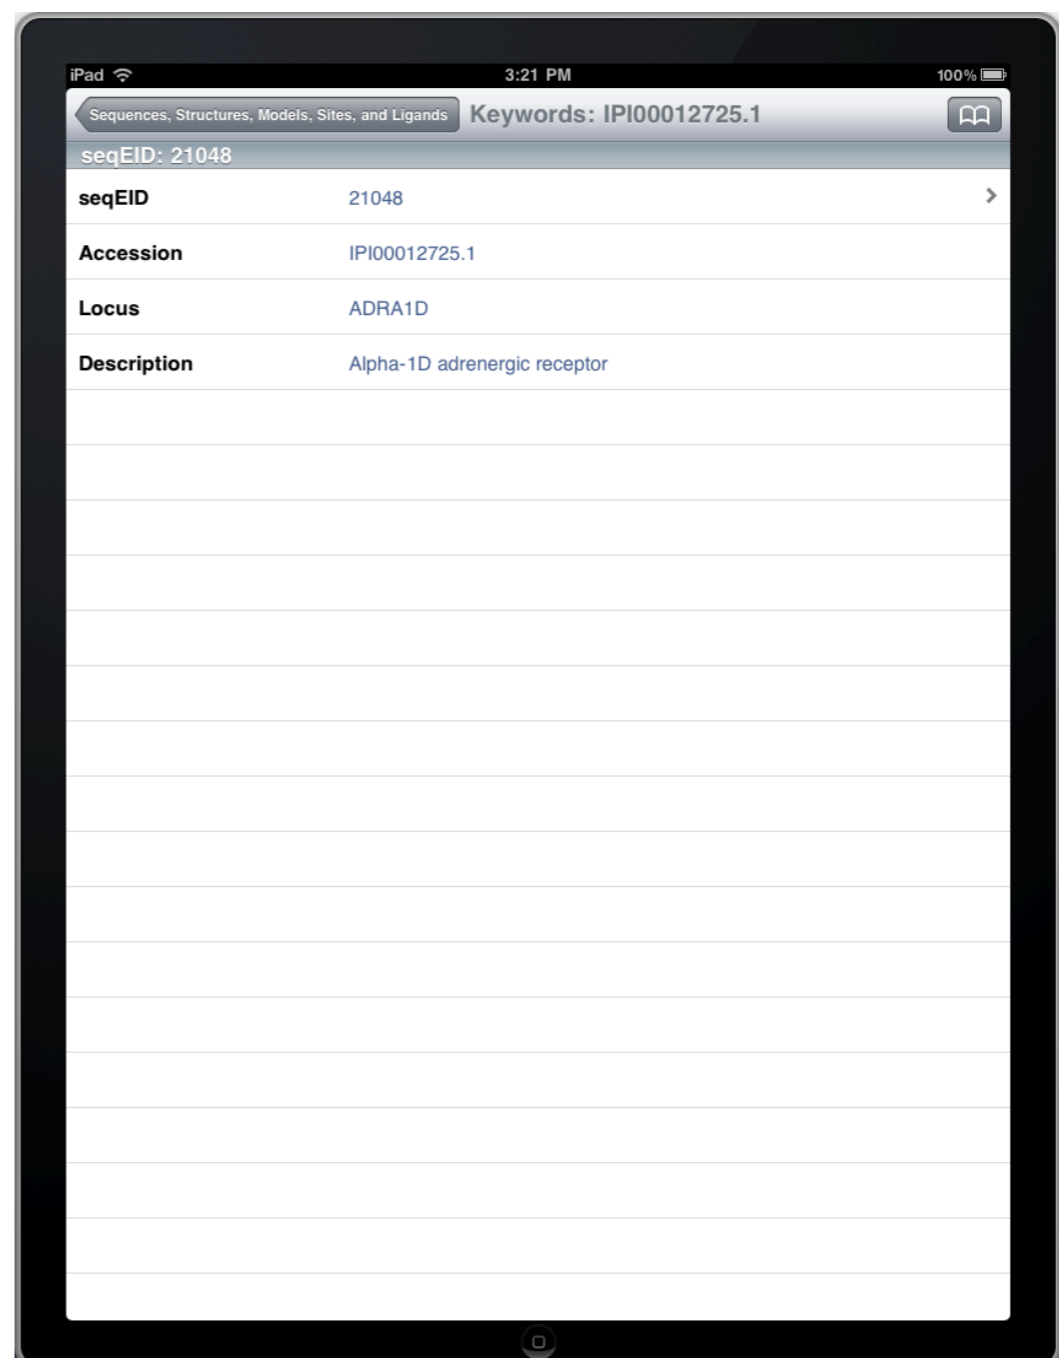 iPad 3:21 PM 100%
Sequences, Structures, Models, Sites, and Ligands Keywords: IPI00012725.1
seqEID: 21048
seqEID 21048
Accession IPI00012725.1
Locus ADRA1D
Description Alpha-1D adrenergic receptor